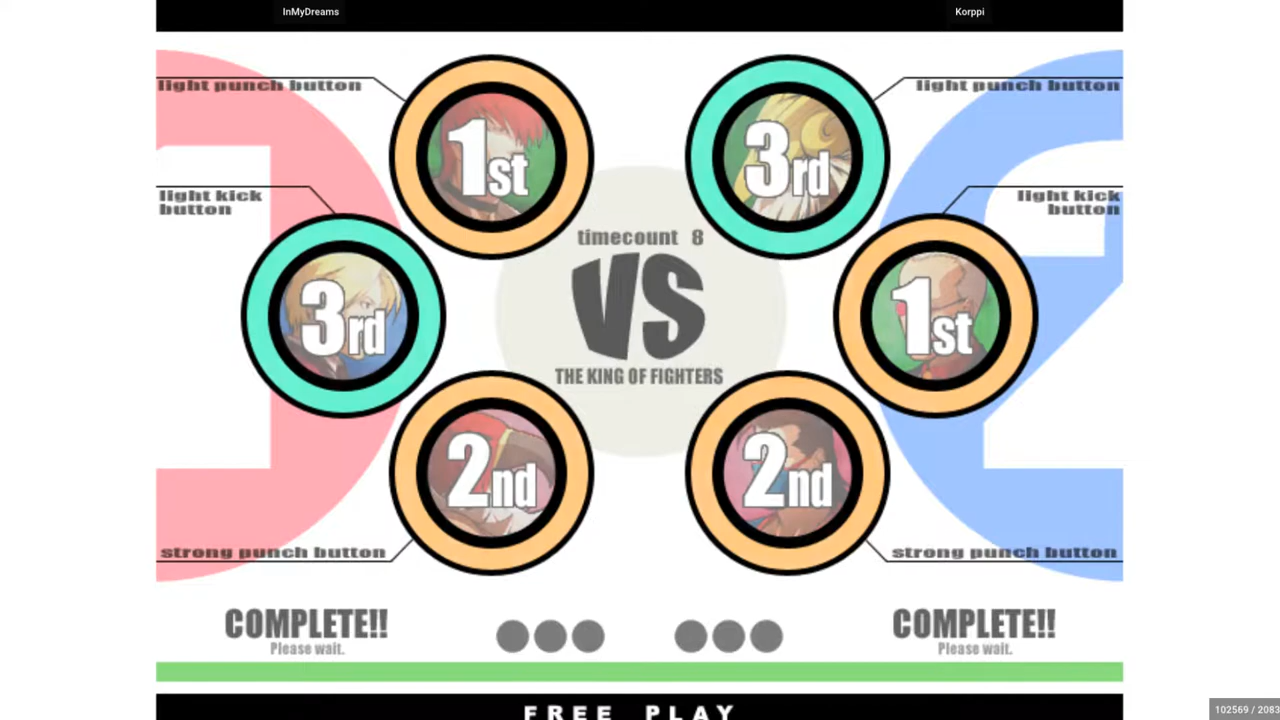 InMyDreams
Korppi
light punch button
light punch button
1st
3rd
light kick
button
light kick
button
timecount 8
VS
THE KING OF FIGHTERS
3rd
1st
2nd
2nd
strong punch button
strong punch button
COMPLETE!!
Please wait.
COMPLETE!!
Please wait.
FREE PLAY
102569 / 2083